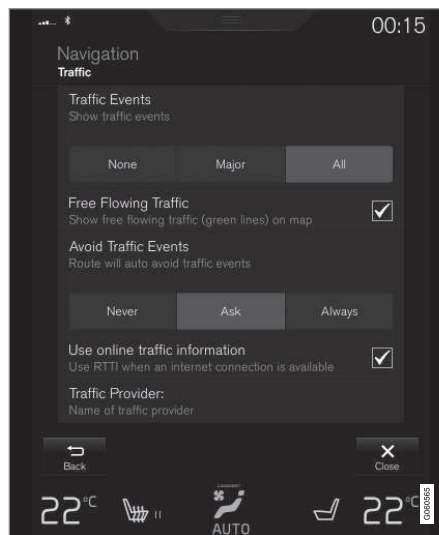 00:15
Navigation
Traffic
Traffic Events
Show traffic events
None Major All
Free Flowing Traffic
Show free flowing traffic (green lines) on map
Avoid Traffic Events
Route will auto avoid traffic events
Never Ask Always
Use online traffic information
Use RTTI when an internet connection is available
Traffic Provider:
Name of traffic provider
Back Close
22°C 22°C
AUTO
G060565